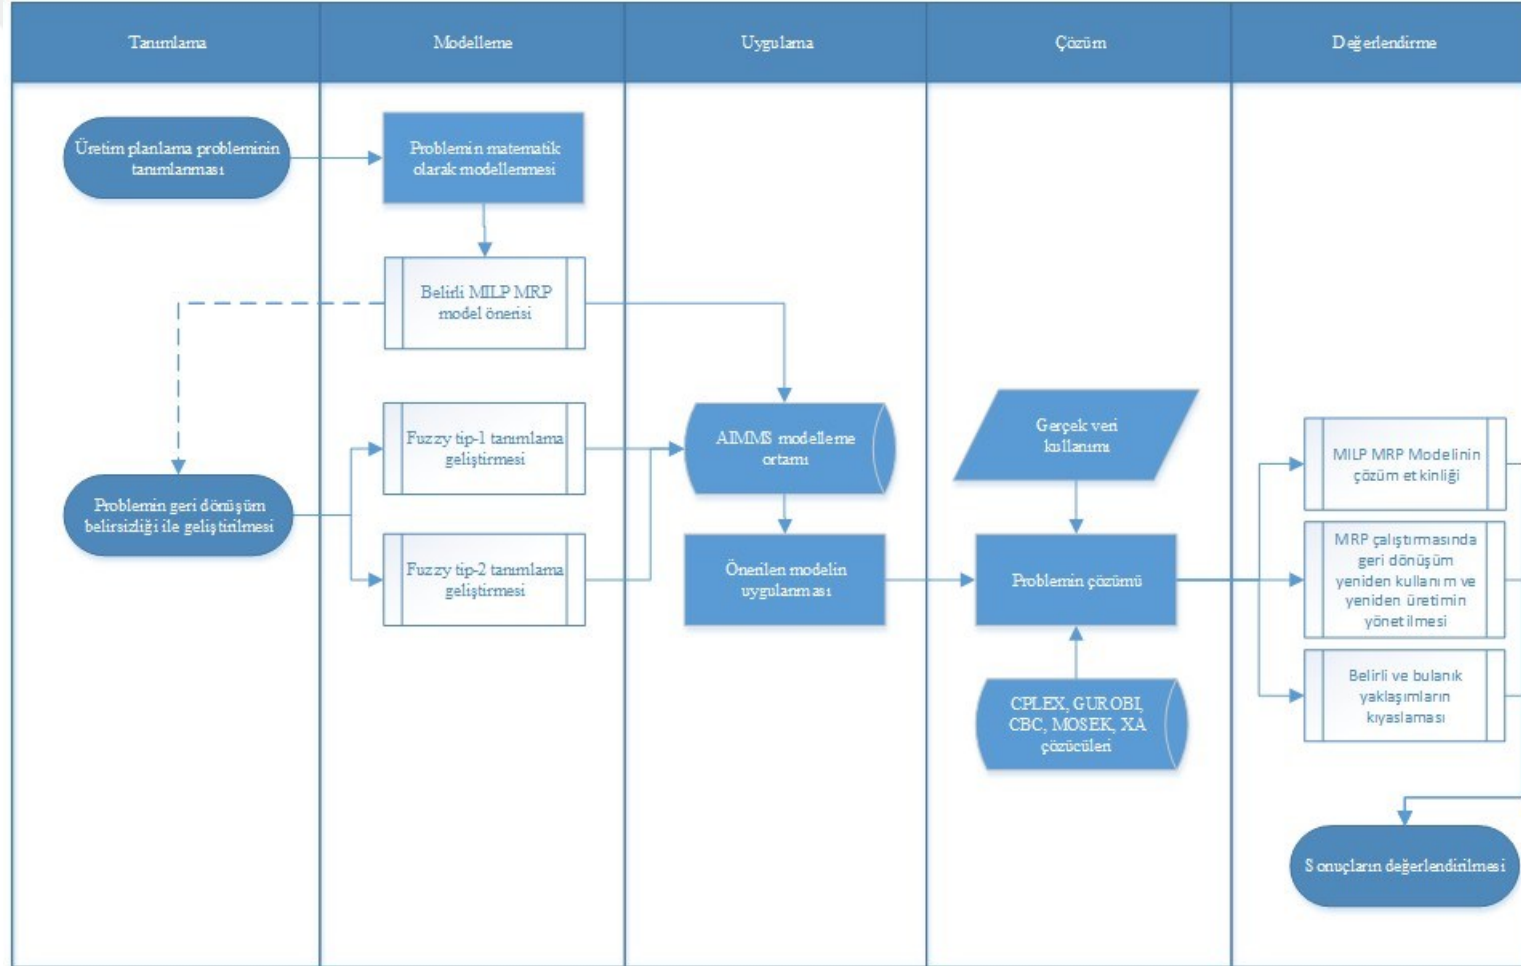 Tanımlama
Modelleme
Uygulama
Çözüm
Değerlendirme
Üretim planlama probleminin
tanımlanması
Problemin matematik
olarak modellenmesi
Belirli MILP MRP
model önerisi
Fuzzy tip-1 tanımlama
geliştirmesi
Problemin geri dönüşüm
belirsizliği ile geliştirilmesi
Fuzzy tip-2 tanımlama
geliştirmesi
AIMMS modelleme
ortamı
Önerilen modelin
uygulanması
Gerçek veri
kullanımı
Problemin çözümü
CPLEX, GUROBI,
CBC, MOSEK, XA
çözücüleri
MILP MRP Modelinin
çözüm etkinliği
MRP çalıştırmasında
geri dönüşüm
yeniden kullanım ve
yeniden üretimin
yönetilmesi
Belirli ve bulanık
yaklaşımların
kıyaslaması
Sonuçların değerlendirilmesi